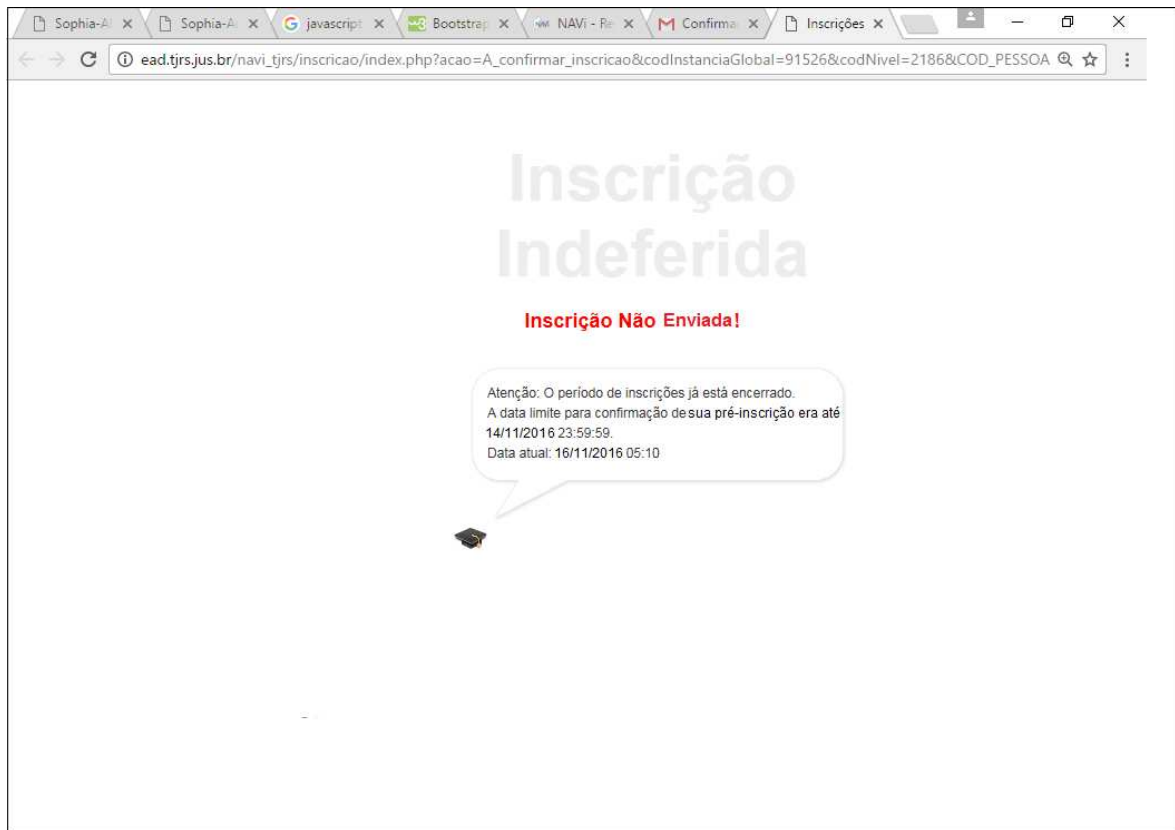 Sophia-A
Sophia-A
javascript
Bootstrap
NAVi - Re
Confirma
Inscrições
ead.tjrs.jus.br/navi_tjrs/inscricao/index.php?acao=A_confirmar_inscricao&codInstanciaGlobal=91526&codNivel=2186&COD_PESSOA
Inscrição
Indeferida
Inscrição Não Enviada!
Atenção: O período de inscrições já está encerrado.
A data limite para confirmação de sua pré-inscrição era até
14/11/2016 23:59:59.
Data atual: 16/11/2016 05:10